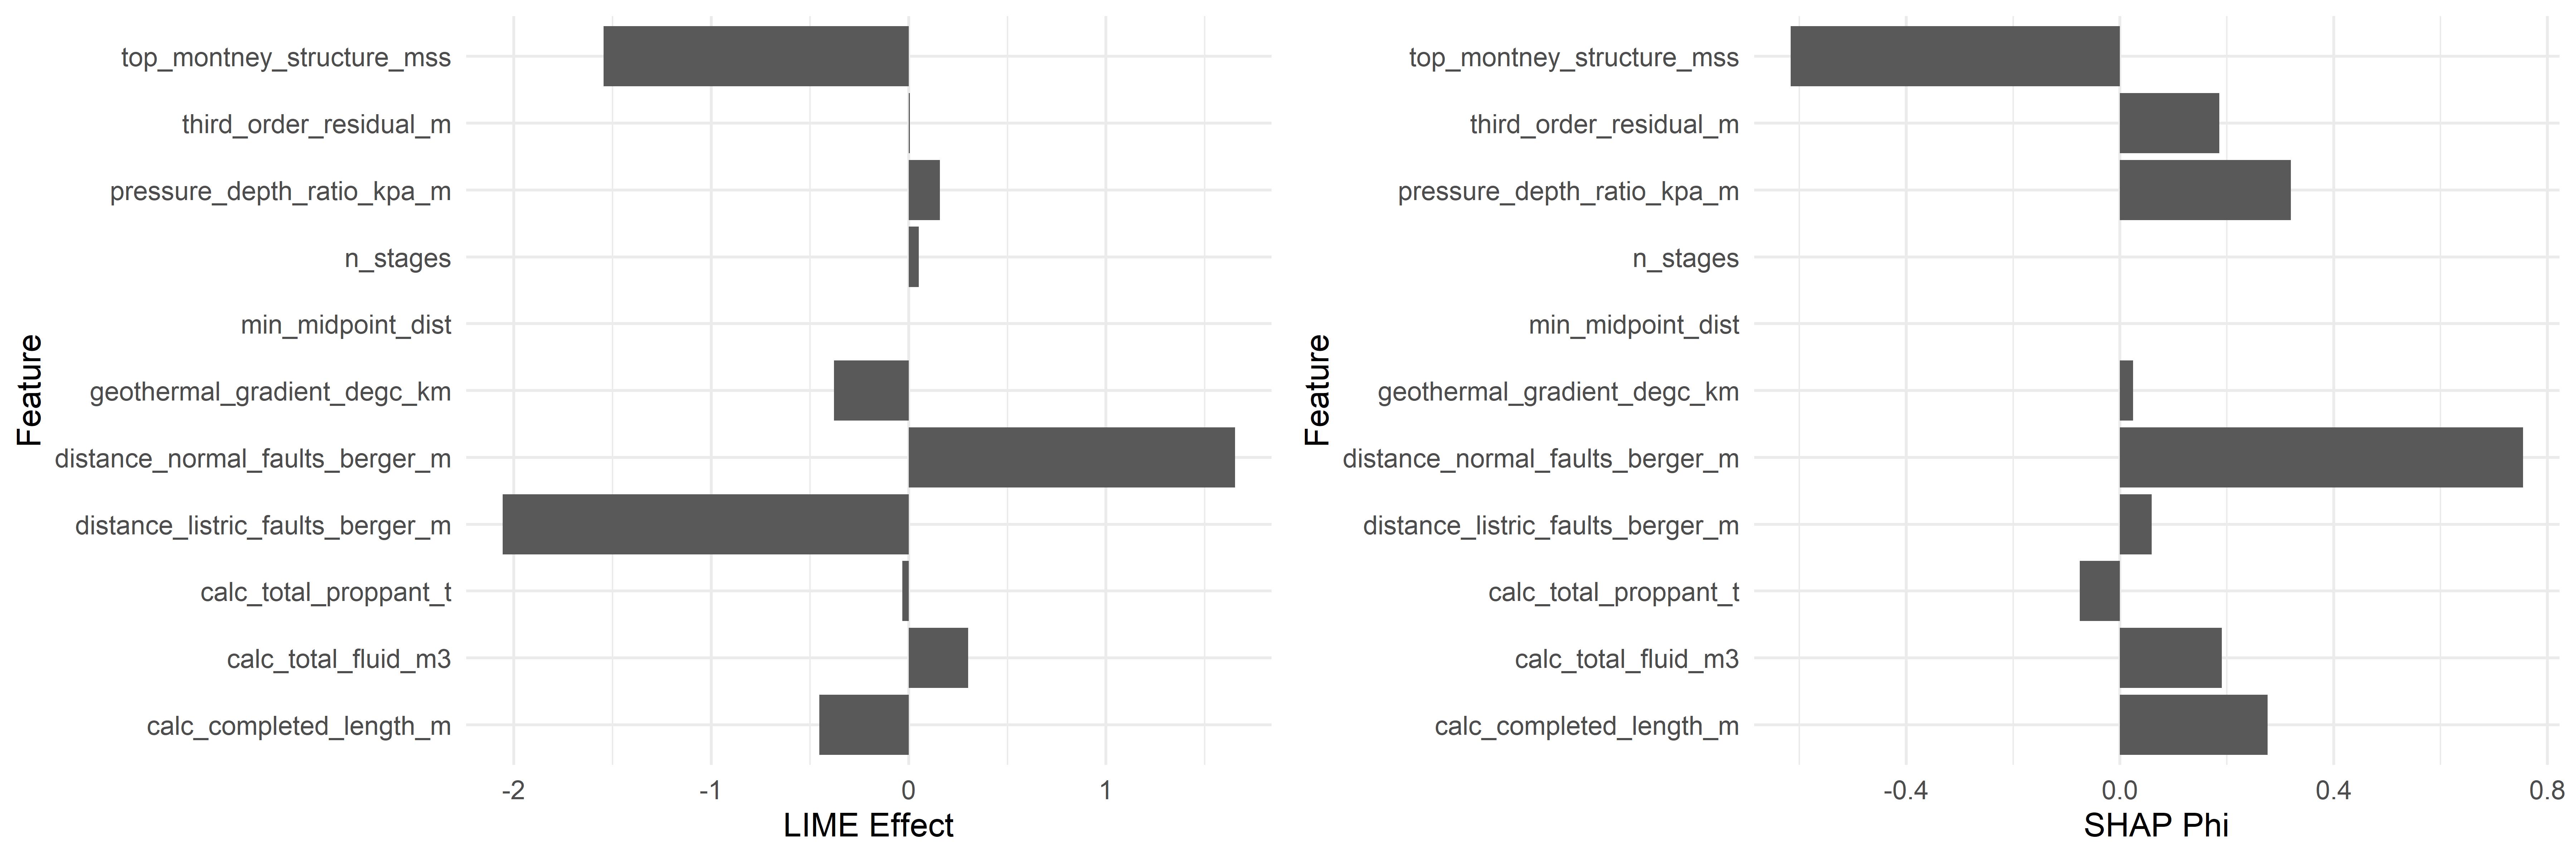 Feature
top_montney_structure_mss
third_order_residual_m
pressure_depth_ratio_kpa_m
n_stages
min_midpoint_dist
geothermal_gradient_degc_km
distance_normal_faults_berger_m
distance_listric_faults_berger_m
calc_total_proppant_t
calc_total_fluid_m3
calc_completed_length_m
-2 -1 0 1
LIME Effect
Feature
top_montney_structure_mss
third_order_residual_m
pressure_depth_ratio_kpa_m
n_stages
min_midpoint_dist
geothermal_gradient_degc_km
distance_normal_faults_berger_m
distance_listric_faults_berger_m
calc_total_proppant_t
calc_total_fluid_m3
calc_completed_length_m
-0.4 0.0 0.4 0.8
SHAP Phi